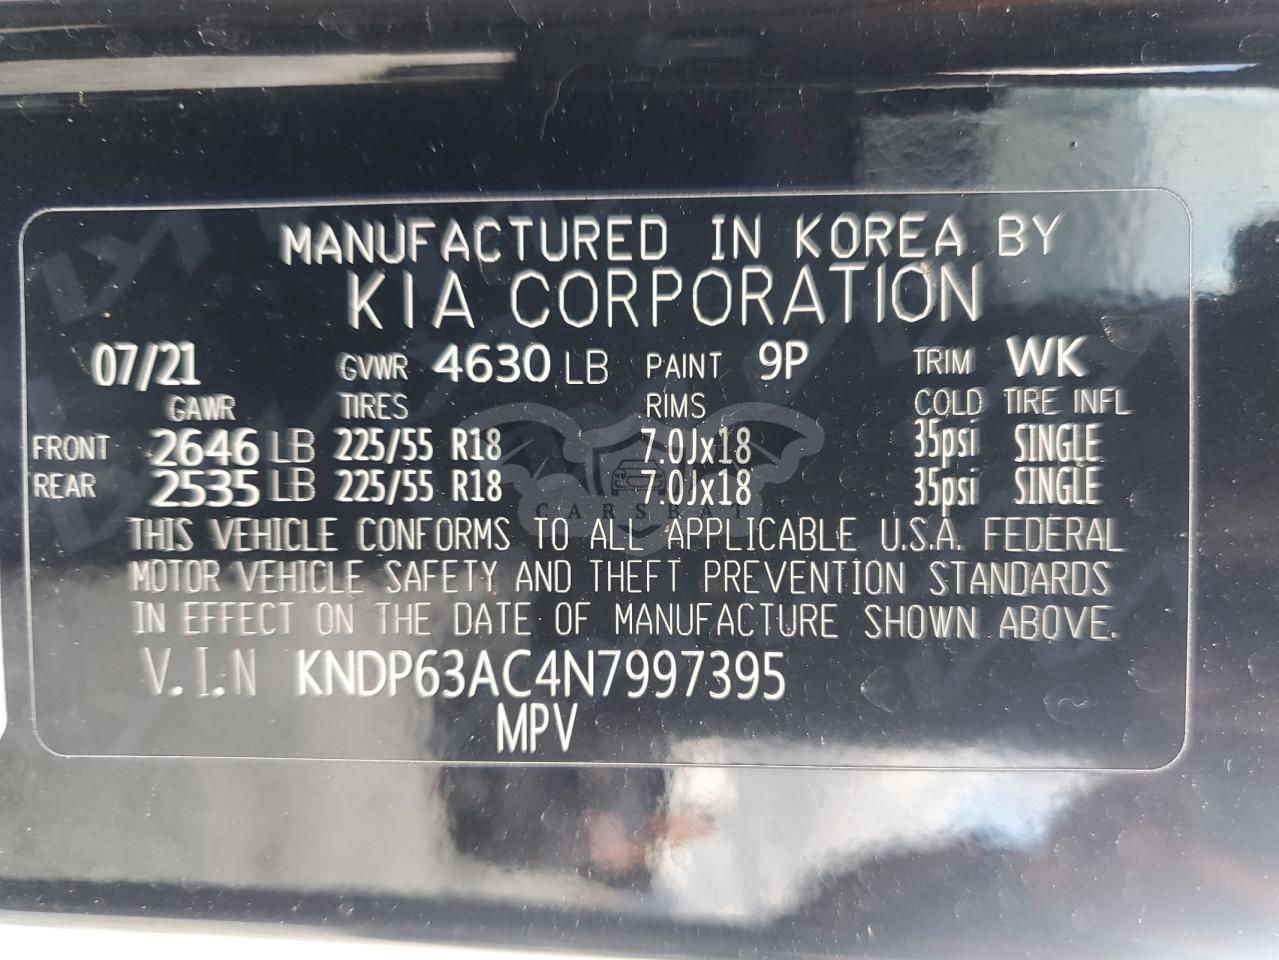 MANUFACTURED IN KOREA BY
KIA CORPORATION
07/21 GVWR 4630 LB PAINT 9P TRIM WK
GAWR TIRES RIMS COLD TIRE INFL
FRONT 2646 LB 225/55 R18 7.0Jx18 35psi SINGLE
REAR 2535 LB 225/55 R18 7.0Jx18 35psi SINGLE
CARSBAT
THIS VEHICLE CONFORMS TO ALL APPLICABLE U.S.A. FEDERAL
MOTOR VEHICLE SAFETY AND THEFT PREVENTION STANDARDS
IN EFFECT ON THE DATE OF MANUFACTURE SHOWN ABOVE.
V.I.N KNDP63AC4N7997395
MPV